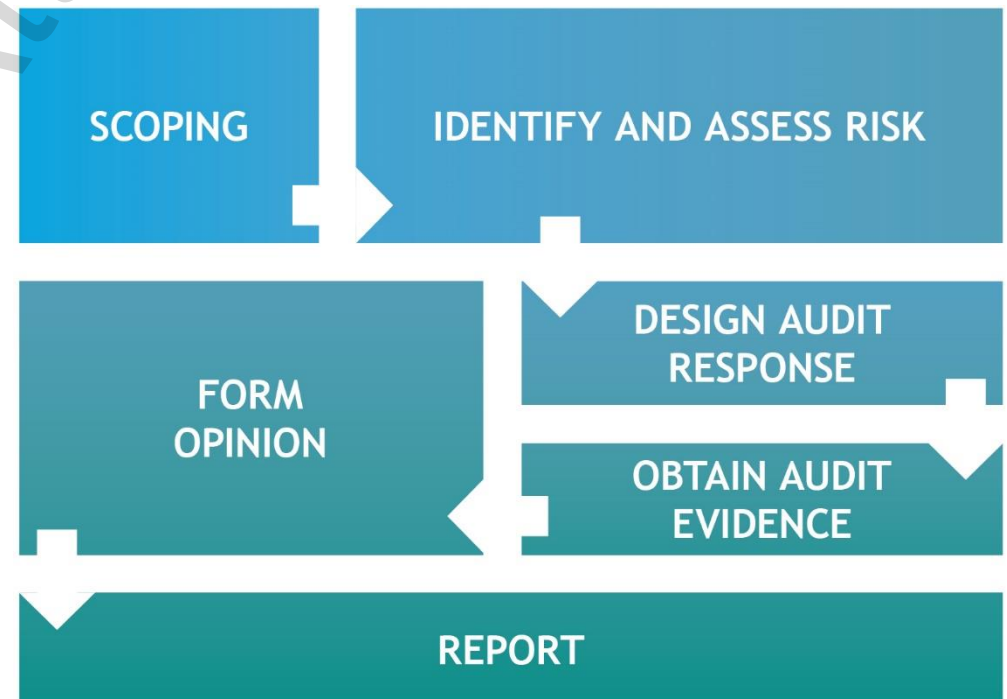 SCOPING
IDENTIFY AND ASSESS RISK
DESIGN AUDIT
RESPONSE
OBTAIN AUDIT
EVIDENCE
FORM
OPINION
REPORT